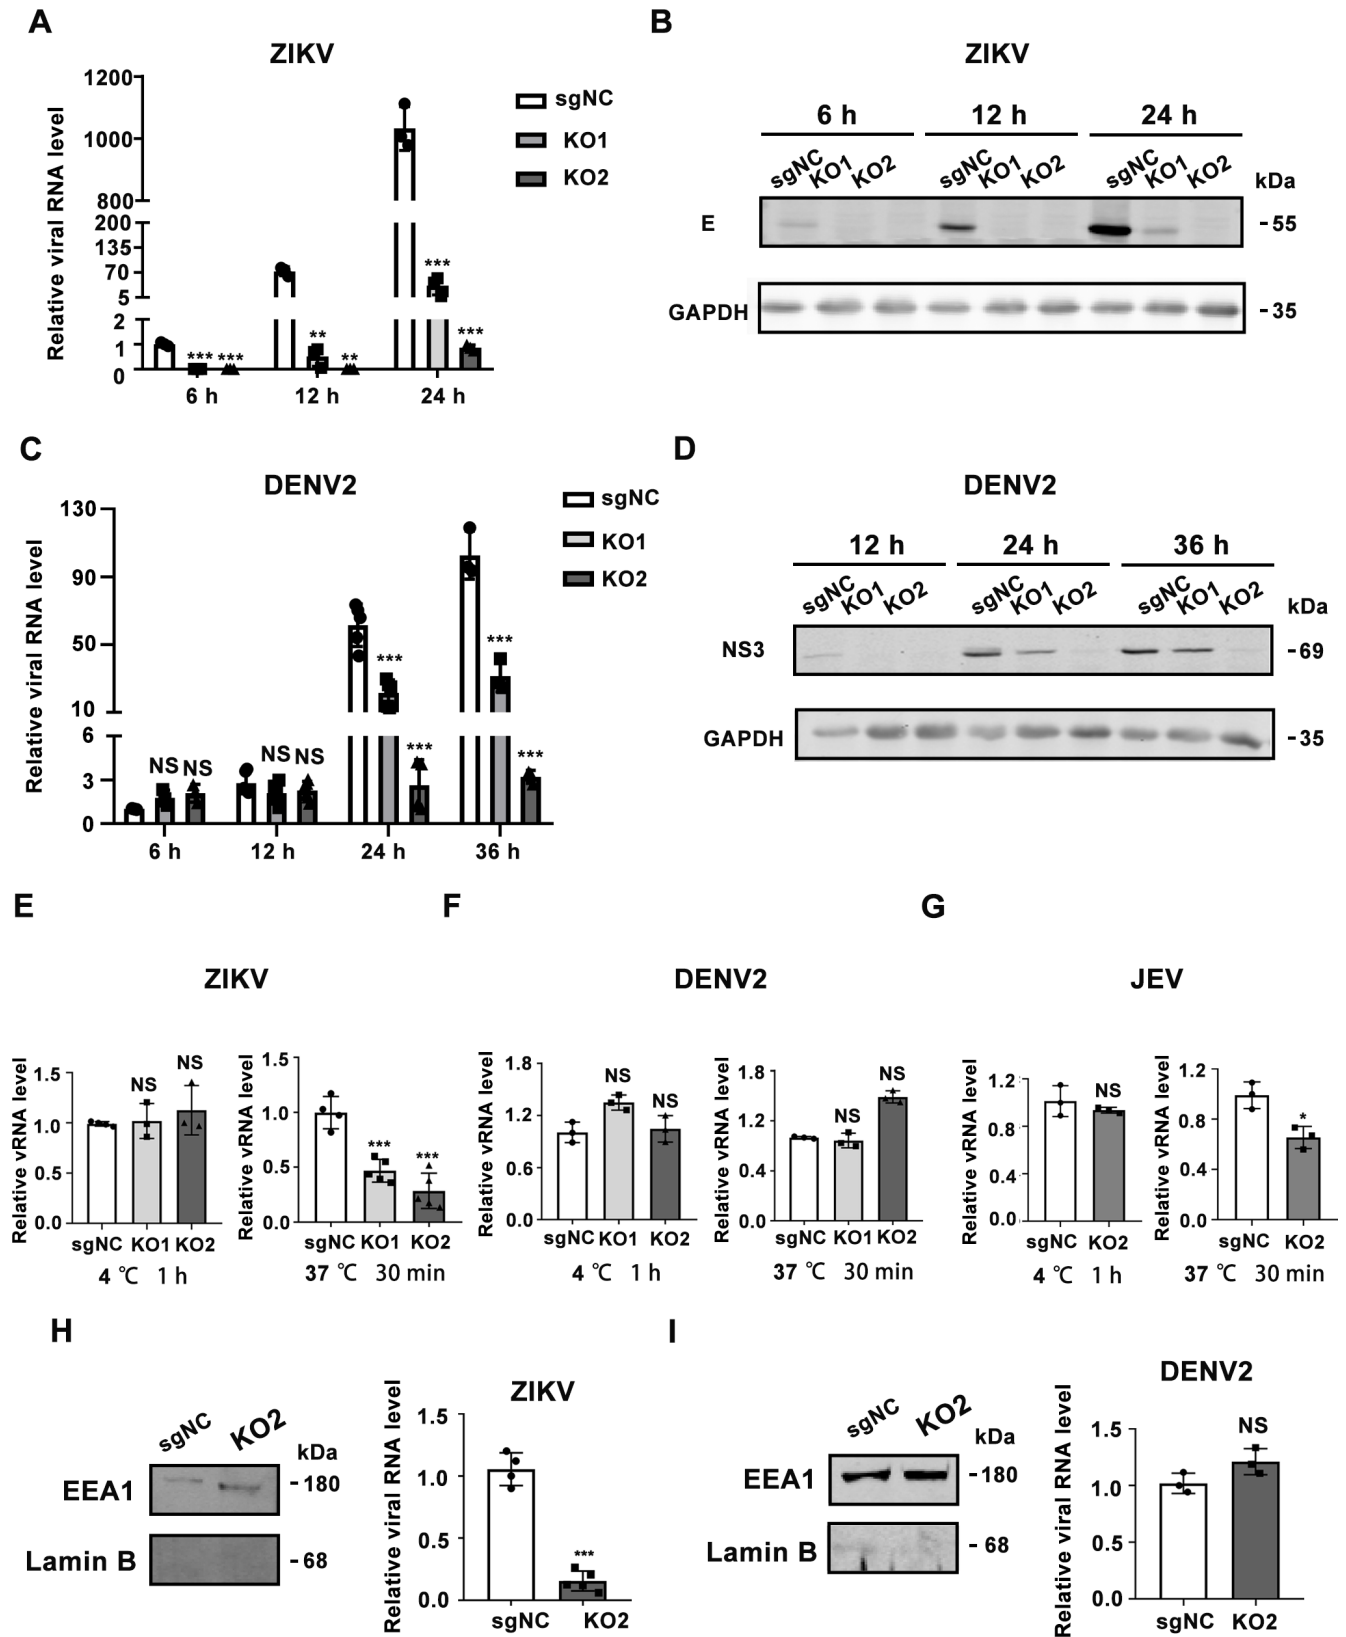 A
ZIKV
Relative viral RNA level
1200
1000
800
200
135
70
5
2
1
0
*** ***
** **
*** ***
6 h 12 h 24 h
sgNC
KO1
KO2
B
ZIKV
6 h 12 h 24 h
sgNC KO1 KO2 sgNC KO1 KO2 sgNC KO1 KO2
kDa
E - 55
GAPDH - 35
C
DENV2
Relative viral RNA level
130
90
50
10
6
3
0
NS NS NS NS
*** ***
*** ***
6 h 12 h 24 h 36 h
sgNC
KO1
KO2
D
DENV2
12 h 24 h 36 h
sgNC KO1 KO2 sgNC KO1 KO2 sgNC KO1 KO2
kDa
NS3 -69
GAPDH -35
E
ZIKV
Relative vRNA level
1.5
1.0
0.5
0.0
NS NS
sgNC KO1 KO2
4 ℃ 1 h
Relative vRNA level
1.5
1.0
0.5
0.0
*** ***
sgNC KO1 KO2
37 ℃ 30 min
F
DENV2
Relative vRNA level
1.8
1.2
0.6
0.0
NS NS
sgNC KO1 KO2
4 ℃ 1 h
Relative vRNA level
1.8
1.2
0.4
0.0
NS NS
sgNC KO1 KO2
37 ℃ 30 min
G
JEV
Relative vRNA level
1.2
0.8
0.4
0.0
NS
sgNC KO2
4 ℃ 1 h
Relative vRNA level
1.2
0.8
0.4
0.0
*
sgNC KO2
37 ℃ 30 min
H
sgNC KO2
kDa
EEA1 - 180
Lamin B - 68
ZIKV
Relative viral RNA level
1.5
1.0
0.5
0.0
***
sgNC KO2
I
sgNC KO2
kDa
EEA1 -180
Lamin B - 68
DENV2
Relative viral RNA level
1.5
1.0
0.5
0.0
NS
sgNC KO2